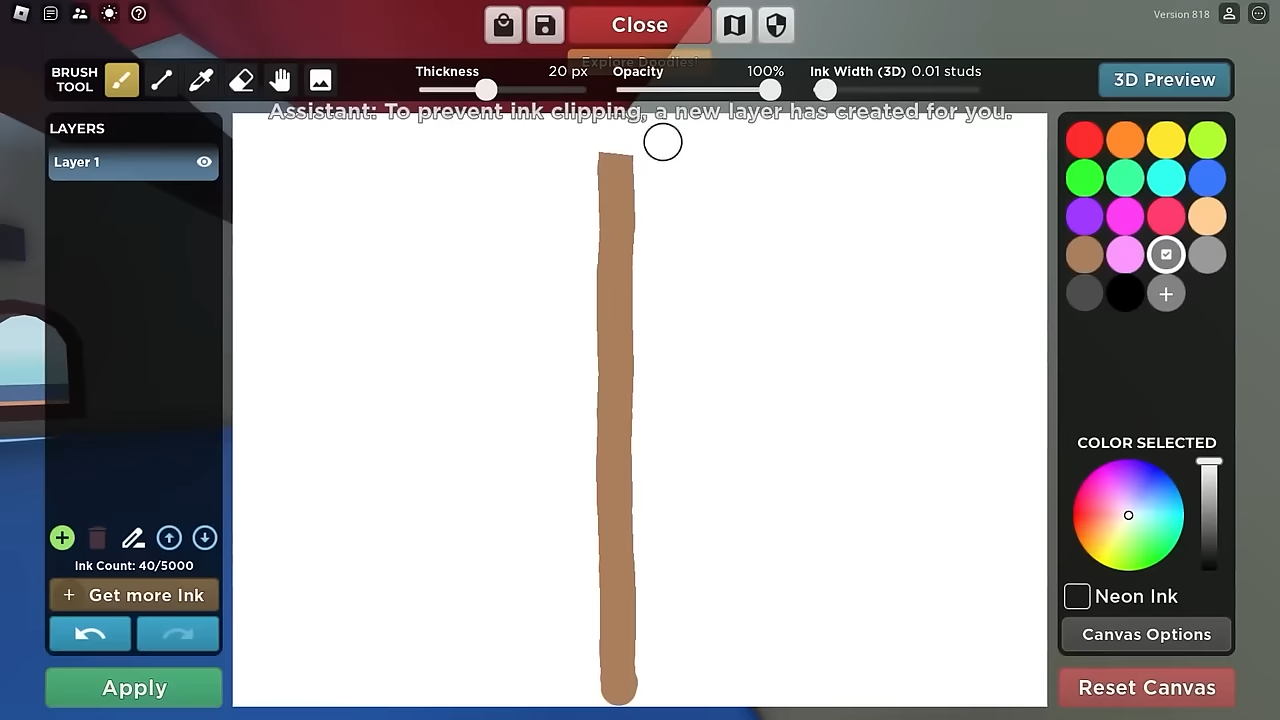 Version 818
Close
Explore Doodles!
BRUSH
TOOL
Thickness 20 px
Opacity 100%
Ink Width (3D) 0.01 studs
3D Preview
Assistant: To prevent ink clipping, a new layer has created for you.
LAYERS
Layer 1
Ink Count: 40/5000
+ Get more Ink
Apply
COLOR SELECTED
Neon Ink
Canvas Options
Reset Canvas